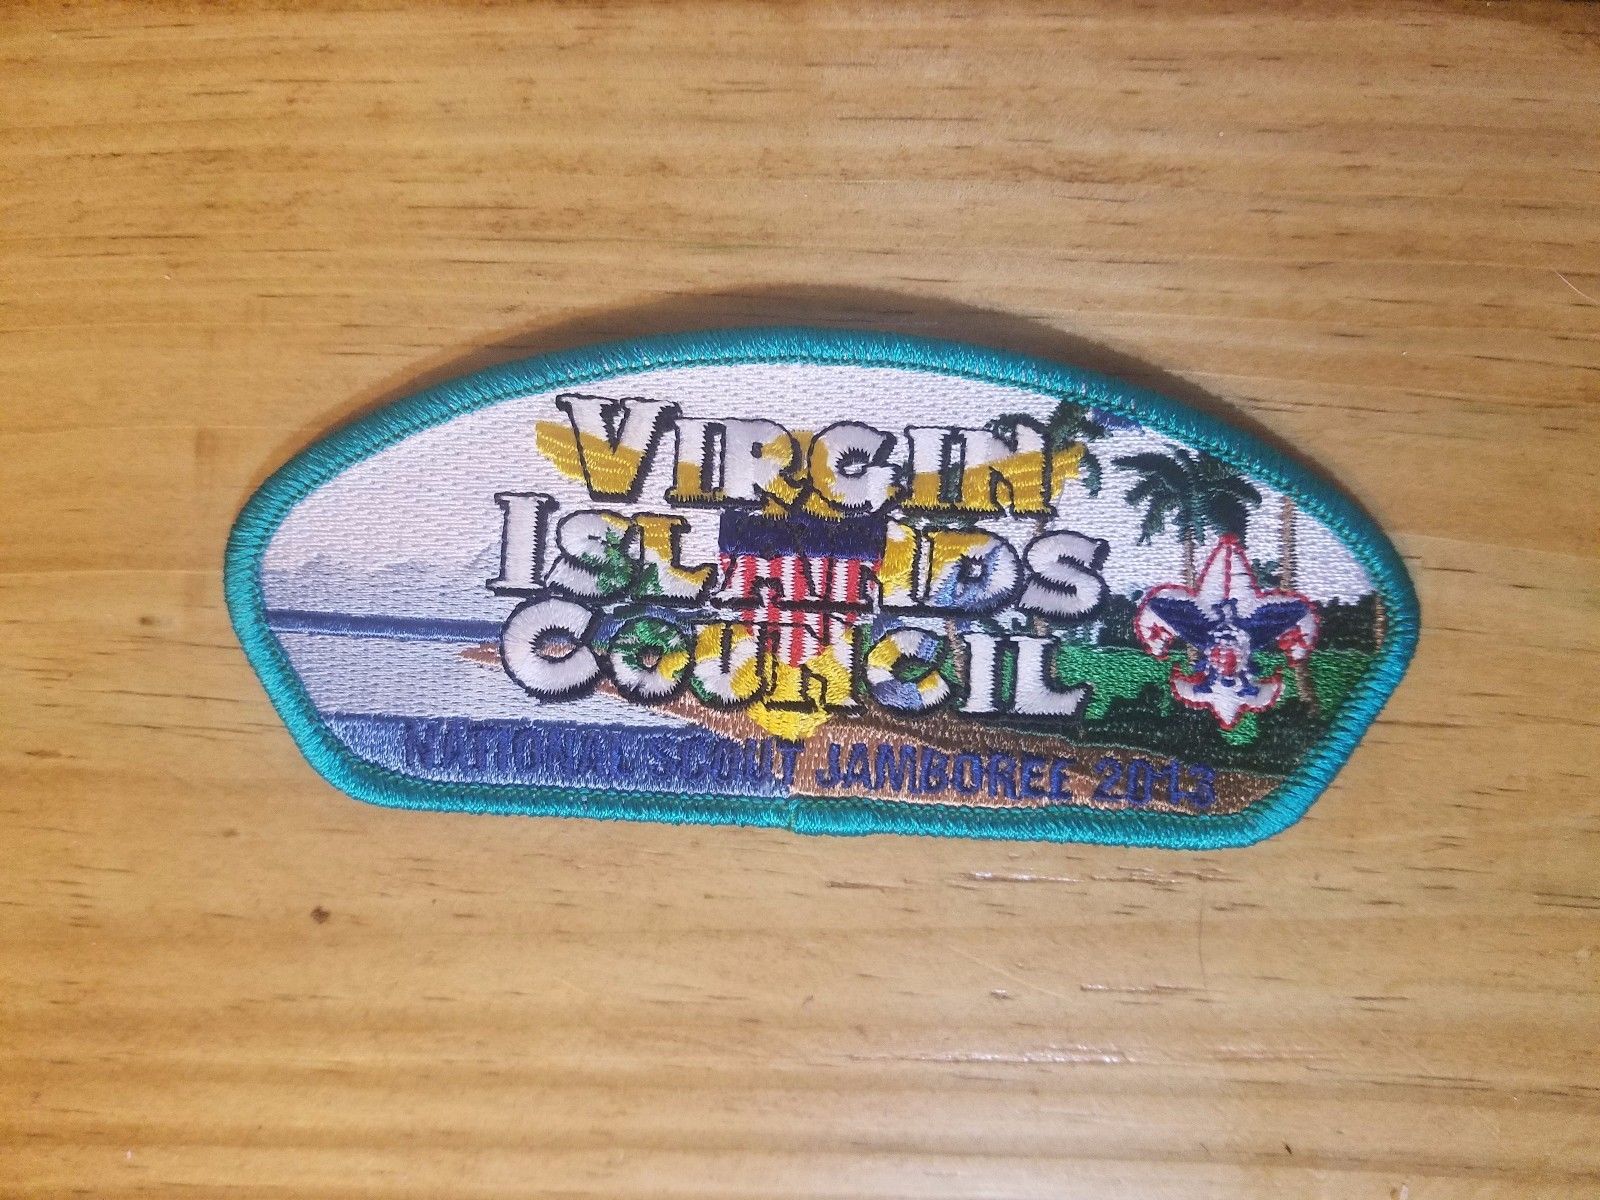 VIRGIN
ISLANDS
COUNCIL
NATIONAL SCOUT JAMBOREE 2013